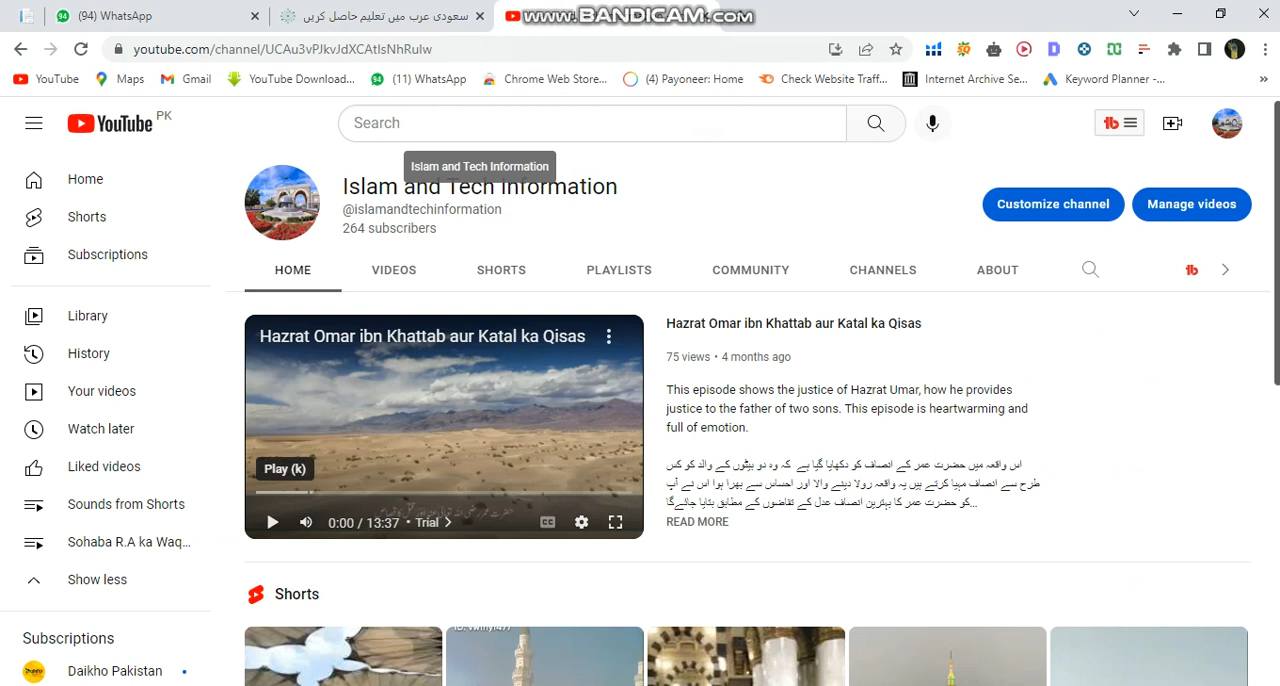 (94) WhatsApp
سعودی عرب میں تعلیم حاصل کریں
www.BANDICAM.com
youtube.com/channel/UCAu3vPJkvJdXCAtIsNhRulw
YouTube
Maps
Gmail
YouTube Download...
(11) WhatsApp
Chrome Web Store...
(4) Payoneer: Home
Check Website Traff...
Internet Archive Se...
Keyword Planner -...
YouTube PK
Search
Home
Shorts
Subscriptions
Library
History
Your videos
Watch later
Liked videos
Sounds from Shorts
Sohaba R.A ka Waq...
Show less
Subscriptions
Daikho Pakistan
Islam and Tech Information
Islam and Tech Information
@islamandtechinformation
264 subscribers
Customize channel
Manage videos
HOME
VIDEOS
SHORTS
PLAYLISTS
COMMUNITY
CHANNELS
ABOUT
Hazrat Omar ibn Khattab aur Katal ka Qisas
Play (k)
0:00 / 13:37 • Trial
CC
Hazrat Omar ibn Khattab aur Katal ka Qisas
75 views • 4 months ago
This episode shows the justice of Hazrat Umar, how he provides
justice to the father of two sons. This episode is heartwarming and
full of emotion.
اس واقعہ میں حضرت عمر کے انصاف کو دکھایا گیا ہے کہ وہ دو بیٹوں کے والد کو کس
طرح سے انصاف مہیا کرتے ہیں یہ واقعہ رولا دینے والا اور احساس سے بھرا ہوا اس نے آپ
کو حضرت عمر کا بہترین انصاف عدل کے تقاضوں کے مطابق بتایا جائےگا...
READ MORE
Shorts